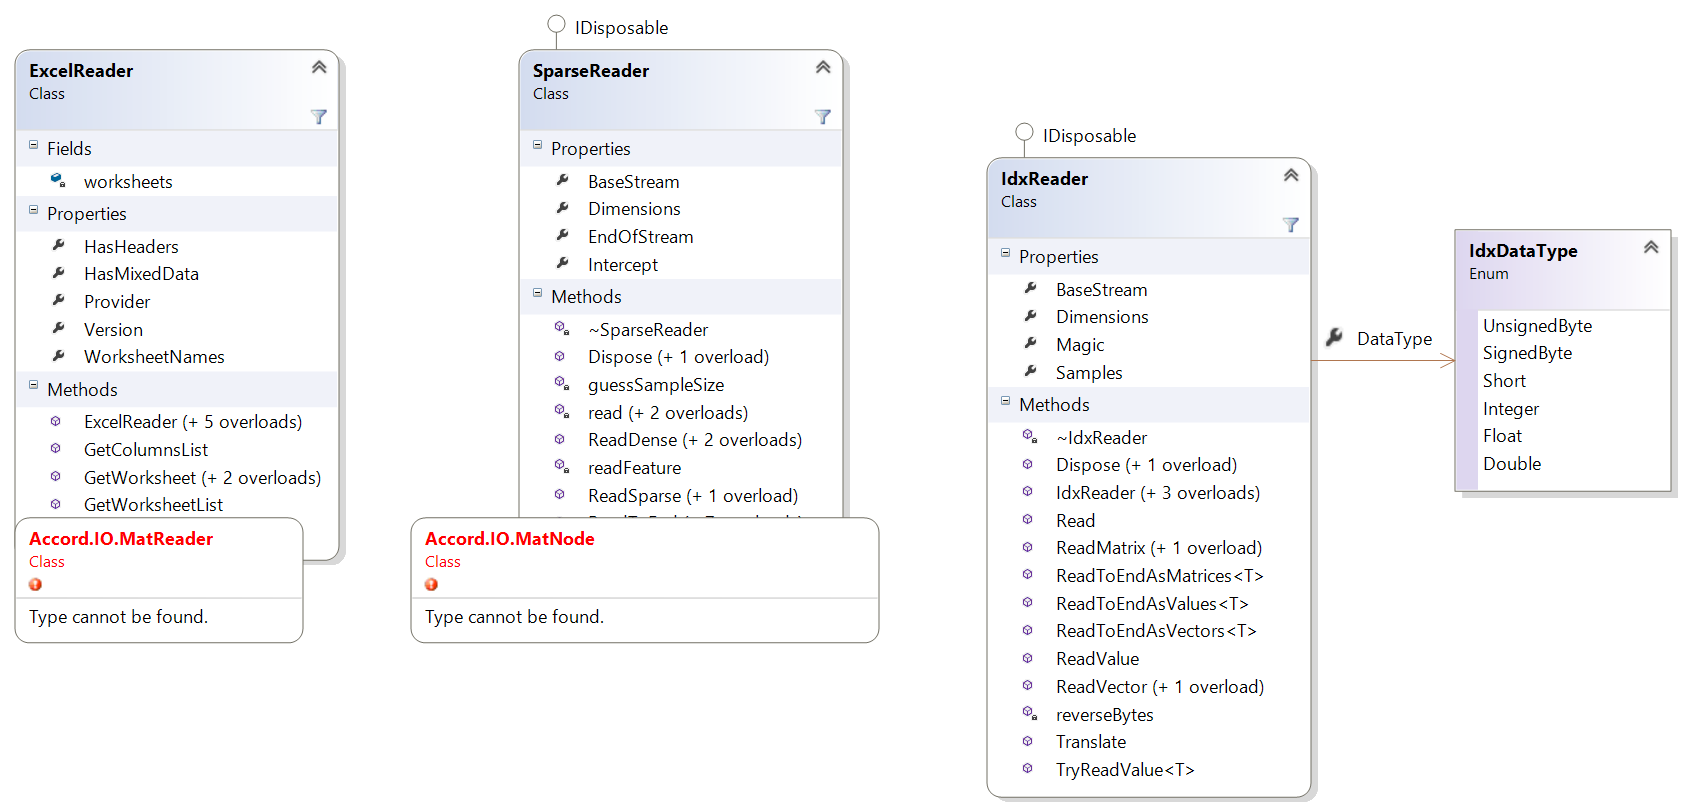 ExcelReader
Class
Fields
worksheets
Properties
HasHeaders
HasMixedData
Provider
Version
WorksheetNames
Methods
ExcelReader (+ 5 overloads)
GetColumnsList
GetWorksheet (+ 2 overloads)
GetWorksheetList
Accord.IO.MatReader
Class
Type cannot be found.
IDisposable
SparseReader
Class
Properties
BaseStream
Dimensions
EndOfStream
Intercept
Methods
~SparseReader
Dispose (+ 1 overload)
guessSampleSize
read (+ 2 overloads)
ReadDense (+ 2 overloads)
readFeature
ReadSparse (+ 1 overload)
Accord.IO.MatNode
Class
Type cannot be found.
IDisposable
IdxReader
Class
Properties
BaseStream
Dimensions
Magic
Samples
Methods
~IdxReader
Dispose (+ 1 overload)
IdxReader (+ 3 overloads)
Read
ReadMatrix (+ 1 overload)
ReadToEndAsMatrices<T>
ReadToEndAsValues<T>
ReadToEndAsVectors<T>
ReadValue
ReadVector (+ 1 overload)
reverseBytes
Translate
TryReadValue<T>
DataType
IdxDataType
Enum
UnsignedByte
SignedByte
Short
Integer
Float
Double